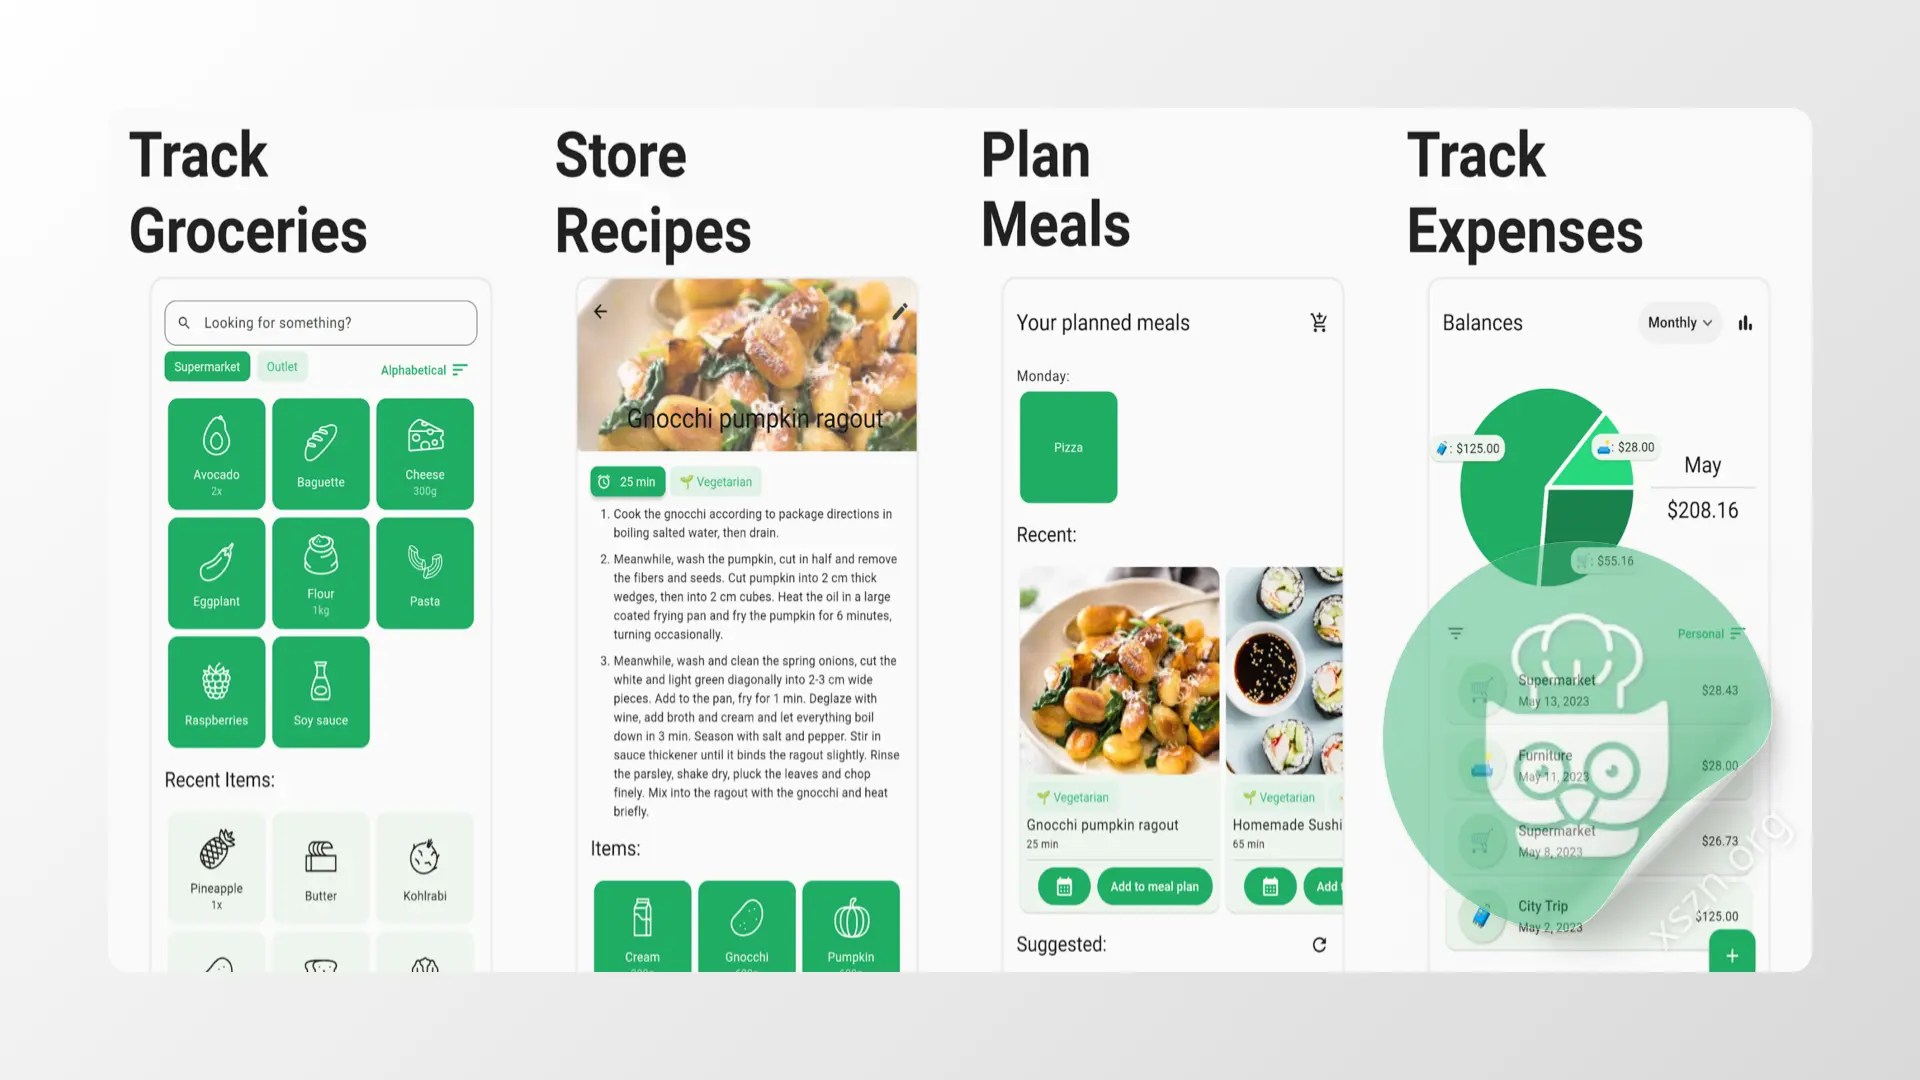 Track
Groceries
Looking for something?
Supermarket
Outlet
Alphabetical
Avocado
2x
Baguette
Cheese
300g
Eggplant
Flour
1kg
Pasta
Raspberries
Soy sauce
Recent Items:
Pineapple
1x
Butter
Kohlrabi
Store
Recipes
Gnocchi pumpkin ragout
25 min
Vegetarian
1. Cook the gnocchi according to package directions in
boiling salted water, then drain.
2. Meanwhile, wash the pumpkin, cut in half and remove
the fibers and seeds. Cut pumpkin into 2 cm thick
wedges, then into 2 cm cubes. Heat the oil in a large
coated frying pan and fry the pumpkin for 6 minutes,
turning occasionally.
3. Meanwhile, wash and clean the spring onions, cut the
white and light green diagonally into 2-3 cm wide
pieces. Add to the pan, fry for 1 min. Deglaze with
wine, add broth and cream and let everything boil
down in 3 min. Season with salt and pepper. Stir in
sauce thickener until it binds the ragout slightly. Rinse
the parsley, shake dry, pluck the leaves and chop
finely. Mix into the ragout with the gnocchi and heat
briefly.
Items:
Cream
Gnocchi
Pumpkin
Plan
Meals
Your planned meals
Monday:
Pizza
Recent:
Vegetarian
Gnocchi pumpkin ragout
25 min
Add to meal plan
Vegetarian
Homemade Sushi
65 min
Add t
Suggested:
Track
Expenses
Balances
Monthly
: $125.00
: $28.00
: $55.16
May
$208.16
Personal
Supermarket
May 13, 2023
$28.43
Furniture
May 11, 2023
$28.00
Supermarket
May 8, 2023
$26.73
City Trip
May 2, 2023
$125.00
+
xszn.org